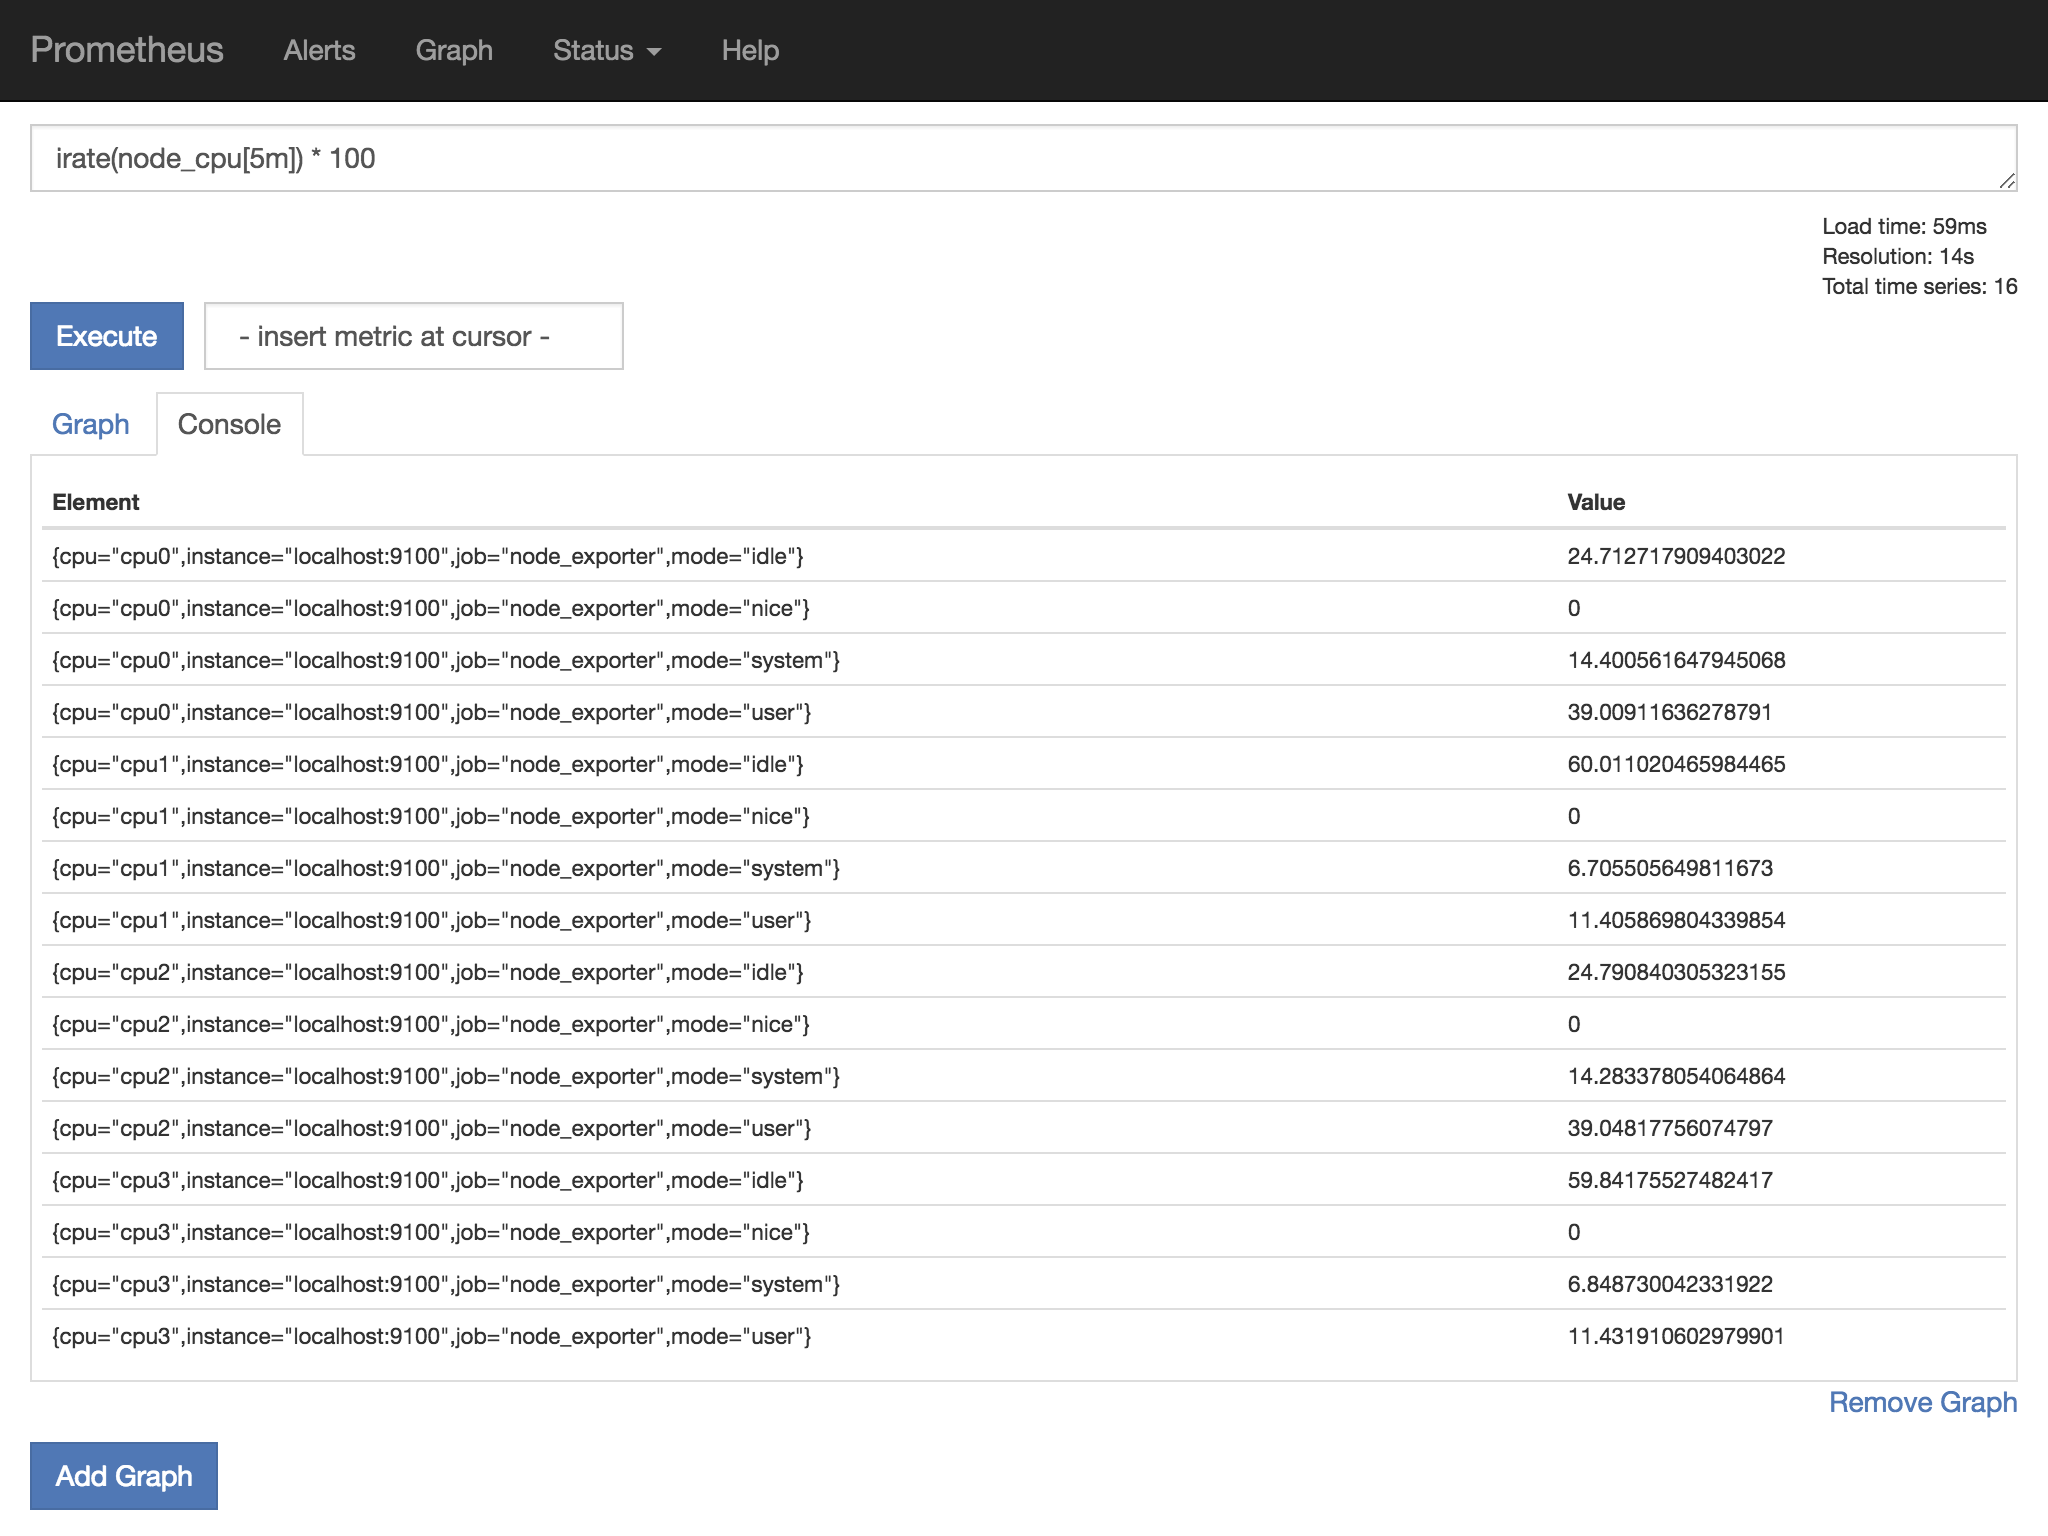 Prometheus Alerts Graph Status Help
irate(node_cpu[5m]) * 100
Load time: 59ms
Resolution: 14s
Total time series: 16
Execute - insert metric at cursor -
Graph Console
Element Value
{cpu="cpu0",instance="localhost:9100",job="node_exporter",mode="idle"} 24.712717909403022
{cpu="cpu0",instance="localhost:9100",job="node_exporter",mode="nice"} 0
{cpu="cpu0",instance="localhost:9100",job="node_exporter",mode="system"} 14.400561647945068
{cpu="cpu0",instance="localhost:9100",job="node_exporter",mode="user"} 39.00911636278791
{cpu="cpu1",instance="localhost:9100",job="node_exporter",mode="idle"} 60.011020465984465
{cpu="cpu1",instance="localhost:9100",job="node_exporter",mode="nice"} 0
{cpu="cpu1",instance="localhost:9100",job="node_exporter",mode="system"} 6.705505649811673
{cpu="cpu1",instance="localhost:9100",job="node_exporter",mode="user"} 11.405869804339854
{cpu="cpu2",instance="localhost:9100",job="node_exporter",mode="idle"} 24.790840305323155
{cpu="cpu2",instance="localhost:9100",job="node_exporter",mode="nice"} 0
{cpu="cpu2",instance="localhost:9100",job="node_exporter",mode="system"} 14.283378054064864
{cpu="cpu2",instance="localhost:9100",job="node_exporter",mode="user"} 39.04817756074797
{cpu="cpu3",instance="localhost:9100",job="node_exporter",mode="idle"} 59.84175527482417
{cpu="cpu3",instance="localhost:9100",job="node_exporter",mode="nice"} 0
{cpu="cpu3",instance="localhost:9100",job="node_exporter",mode="system"} 6.848730042331922
{cpu="cpu3",instance="localhost:9100",job="node_exporter",mode="user"} 11.431910602979901
Remove Graph
Add Graph